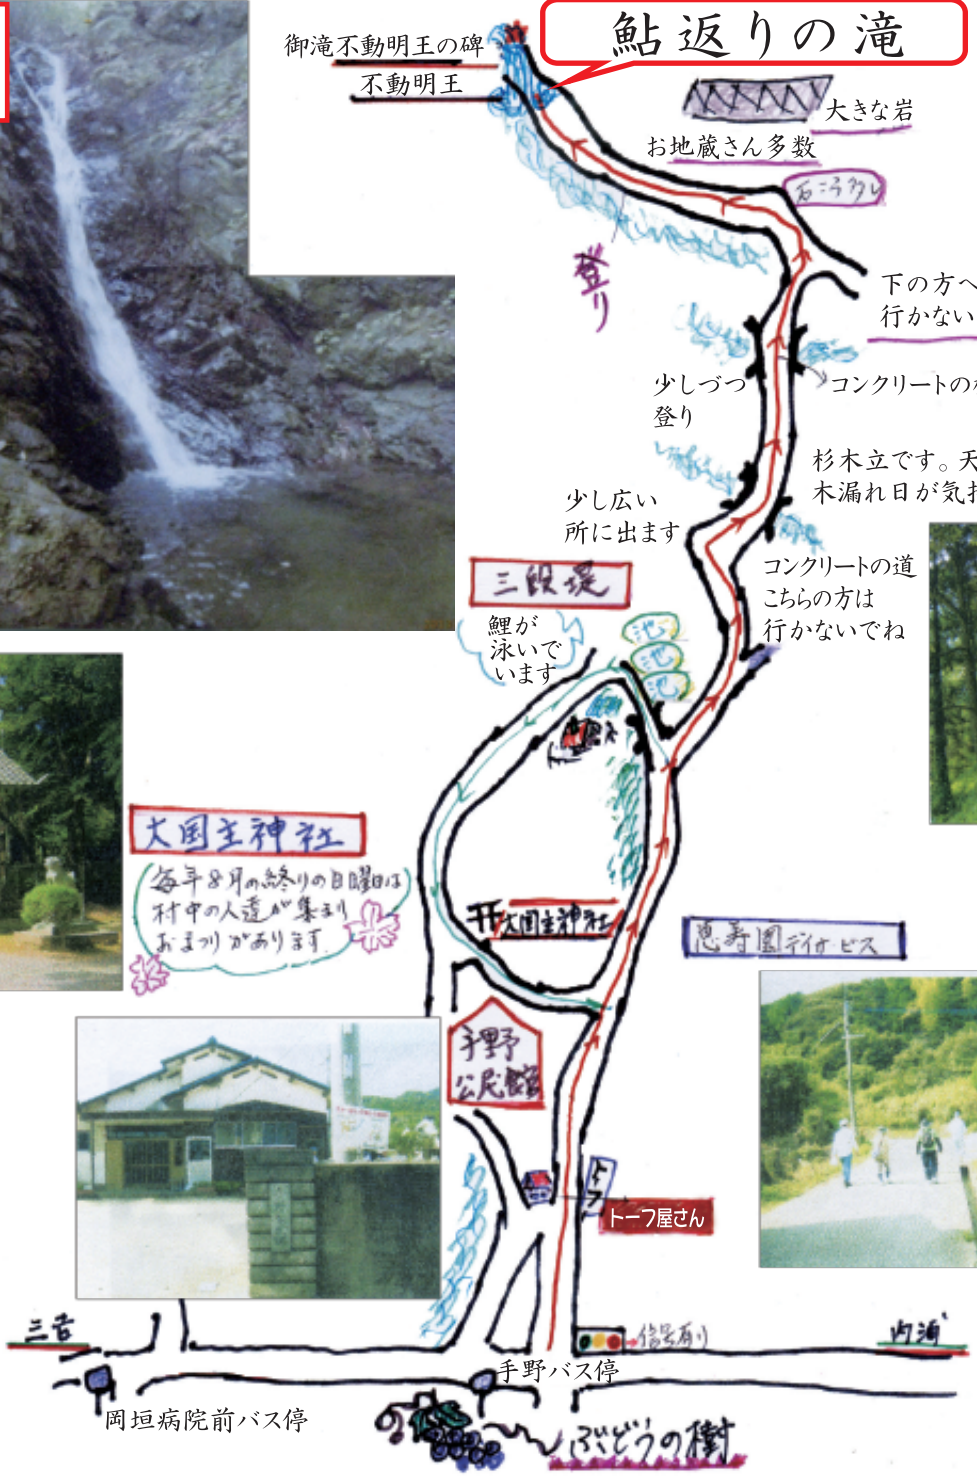 鮎返りの滝
御滝不動明王の碑
不動明王
大きな岩
お地蔵さん多数
石ころ多し
登り
下の方へ
行かない
少しづつ
登り
コンクリートの
杉木立です。天
木漏れ日が気持
少し広い
所に出ます
コンクリートの道
こちらの方は
行かないでね
三段堤
鯉が
泳いで
います
池
池
池
大国主神社
毎年8月の終りの日曜日は
村中の人達が集まり
おまつりがあります.
大国主神社
恵寿園デイサービス
手野
公民館
トーフ
トーフ屋さん
三吉
信号有り
内浦
手野バス停
岡垣病院前バス停
ぶどうの樹